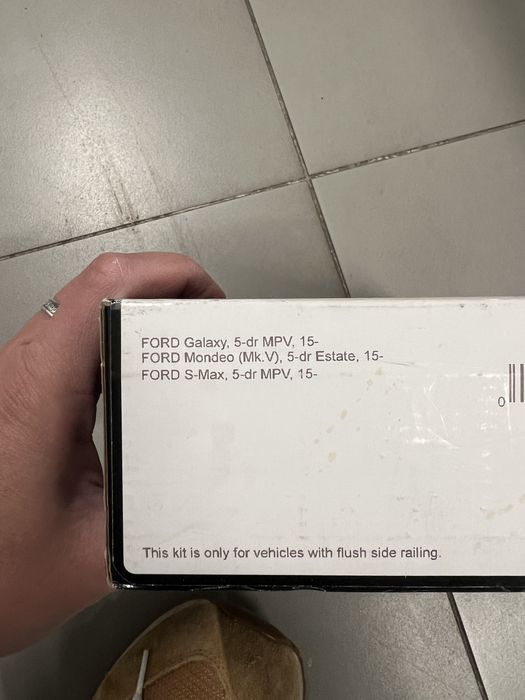 FORD Galaxy, 5-dr MPV, 15-
FORD Mondeo (Mk.V), 5-dr Estate, 15-
FORD S-Max, 5-dr MPV, 15-
0
This kit is only for vehicles with flush side railing.